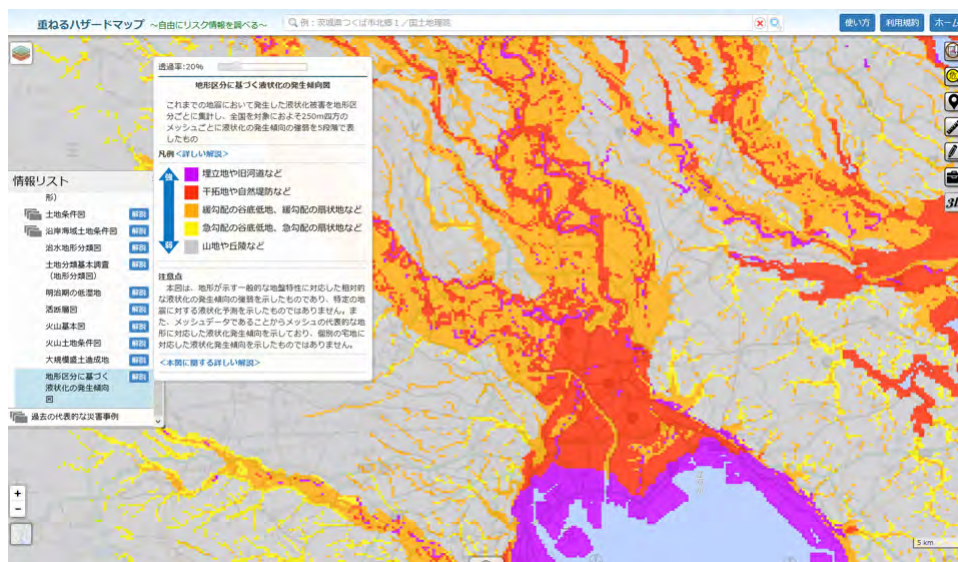 重ねるハザードマップ ～自由にリスク情報を調べる～
例：茨城県つくば市北郷１／国土地理院
使い方
利用規約
ホーム
透過率:20%
地形区分に基づく液状化の発生傾向図
これまでの地震において発生した液状化被害を地形区
分ごとに集計し、全国を対象におよそ250m四方の
メッシュごとに液状化の発生傾向の強弱を5段階で表
したもの
凡例<詳しい解説>
強
埋立地や旧河道など
干拓地や自然堤防など
緩勾配の谷底低地、緩勾配の扇状地など
急勾配の谷底低地、急勾配の扇状地など
弱
山地や丘陵など
注意点
本図は、地形が示す一般的な地盤特性に対応した相対的
な液状化の発生傾向の強弱を示したものであり、特定の地
震に対する液状化予測を示したものではありません。ま
た、メッシュデータであることからメッシュの代表的な地
形に対応した液状化発生傾向を示しており、個別の宅地に
対応した液状化発生傾向を示したものではありません。
<本図に関する詳しい解説>
情報リスト
形）
土地条件図 解説
沿岸海域土地条件図 解説
治水地形分類図 解説
土地分類基本調査 解説
（地形分類図）
明治期の低湿地 解説
活断層図 解説
火山基本図 解説
火山土地条件図 解説
大規模盛土造成地 解説
地形区分に基づく 解説
液状化の発生傾向
図
過去の代表的な災害事例
+
−
3D
5 km